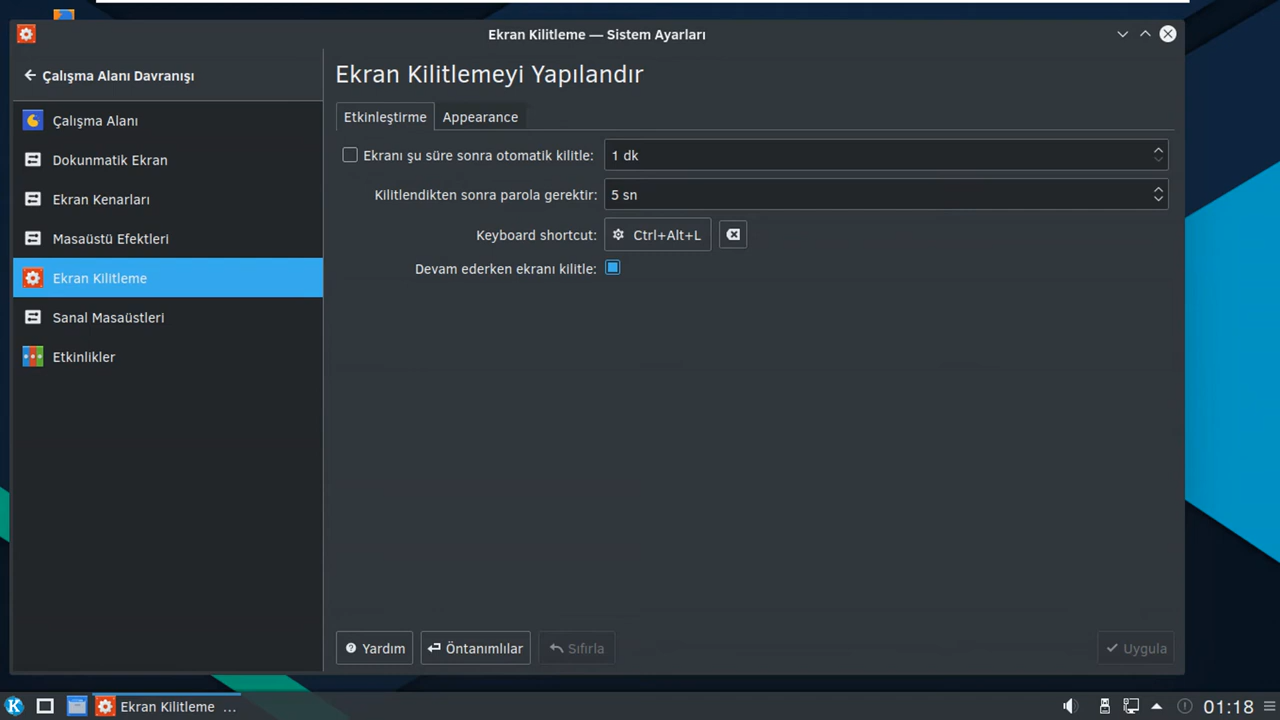 Ekran Kilitleme — Sistem Ayarları
Çalışma Alanı Davranışı
Çalışma Alanı
Dokunmatik Ekran
Ekran Kenarları
Masaüstü Efektleri
Ekran Kilitleme
Sanal Masaüstleri
Etkinlikler
Ekran Kilitlemeyi Yapılandır
Etkinleştirme Appearance
Ekranı şu süre sonra otomatik kilitle: 1 dk
Kilitlendikten sonra parola gerektir: 5 sn
Keyboard shortcut: Ctrl+Alt+L
Devam ederken ekranı kilitle:
Yardım Öntanımlılar Sıfırla Uygula
Ekran Kilitleme ... 01:18